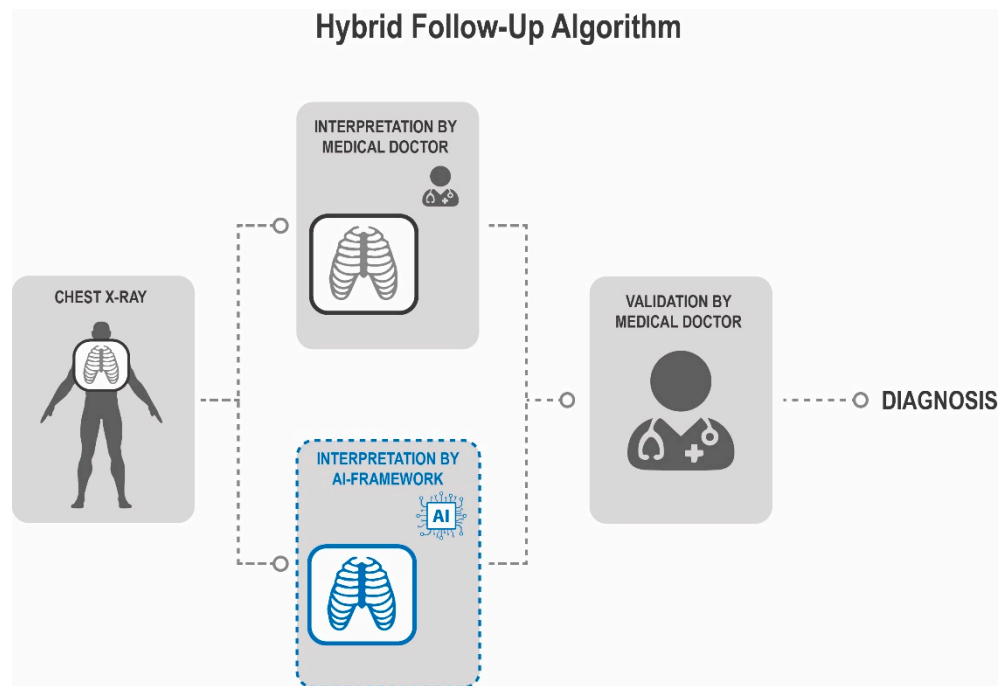 Hybrid Follow-Up Algorithm
INTERPRETATION BY
MEDICAL DOCTOR
CHEST X-RAY
INTERPRETATION BY
AI-FRAMEWORK
AI
VALIDATION BY
MEDICAL DOCTOR
DIAGNOSIS